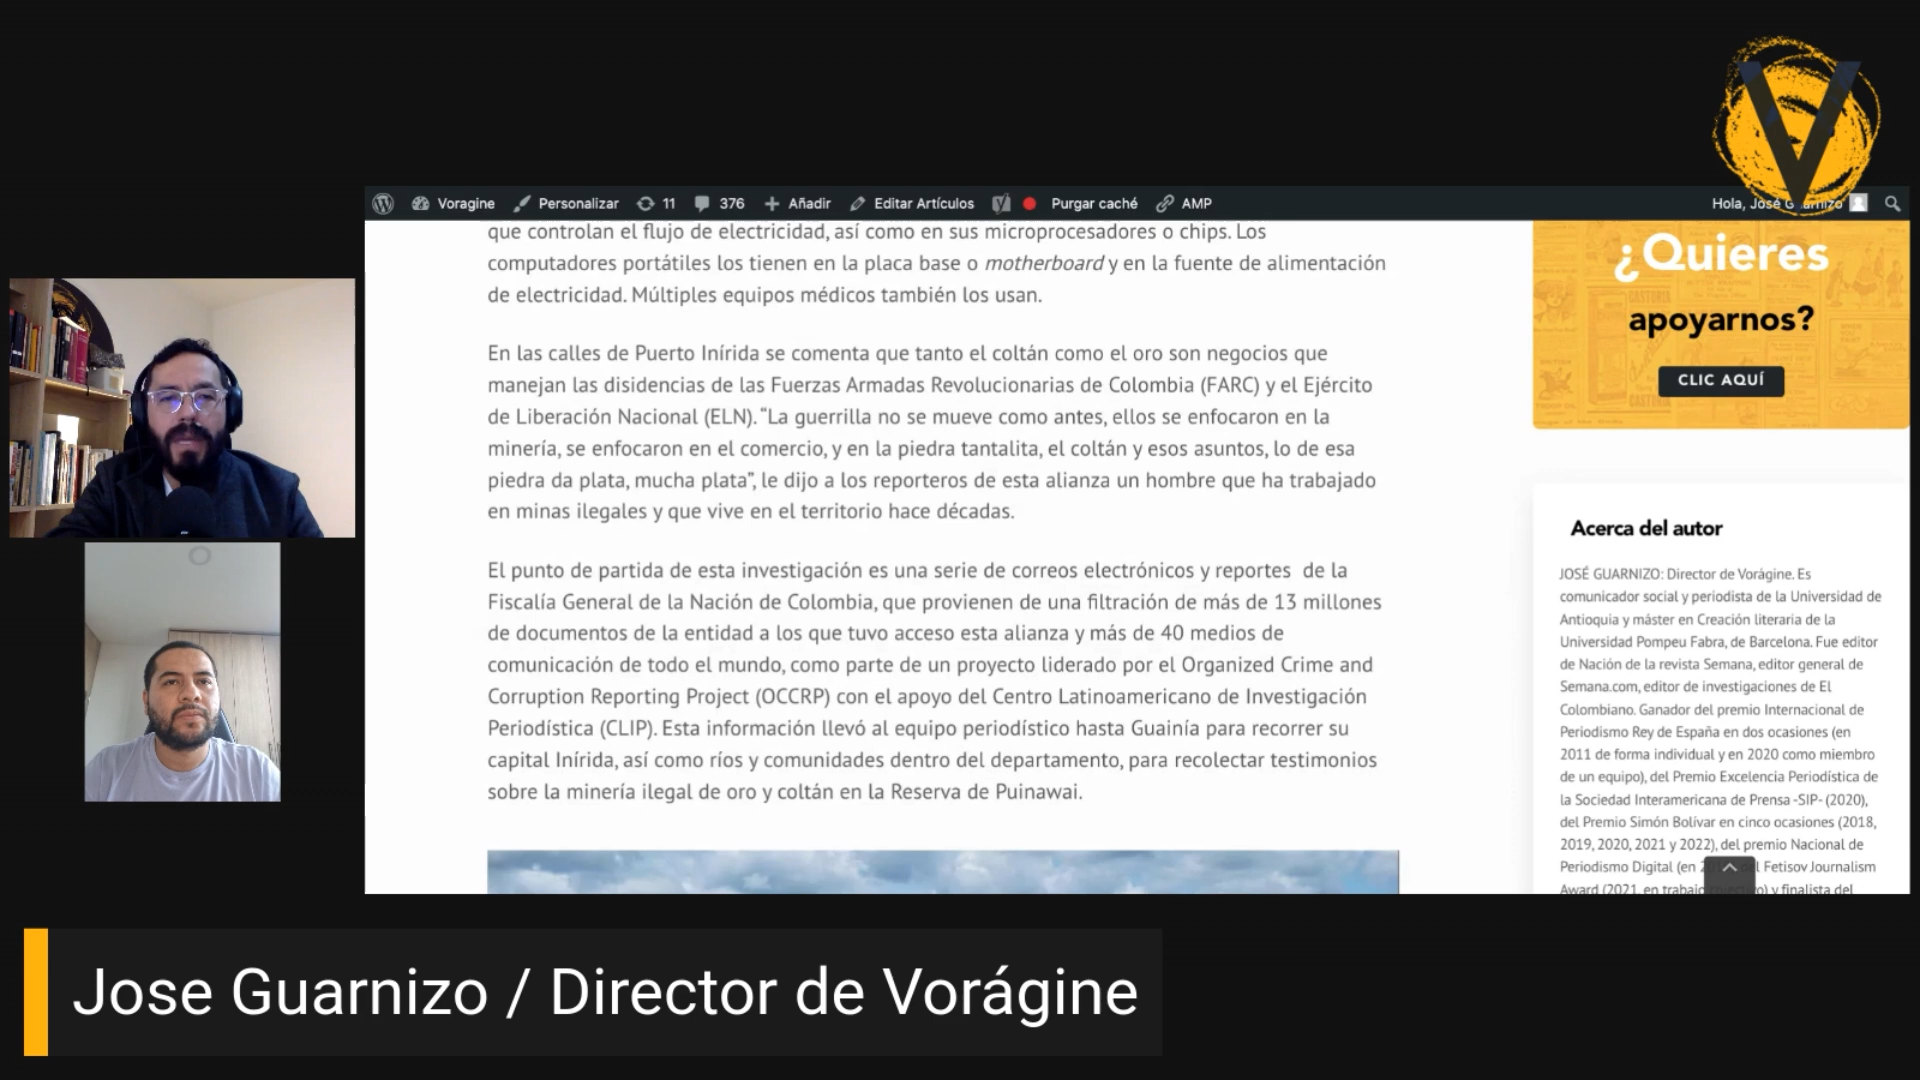 Voragine Personalizar 11 376 Añadir Editar Artículos Purgar caché AMP Hola, José Guarnizo
que controlan el flujo de electricidad, así como en sus microprocesadores o chips. Los
computadores portátiles los tienen en la placa base o motherboard y en la fuente de alimentación
de electricidad. Múltiples equipos médicos también los usan.
En las calles de Puerto Inírida se comenta que tanto el coltán como el oro son negocios que
manejan las disidencias de las Fuerzas Armadas Revolucionarias de Colombia (FARC) y el Ejército
de Liberación Nacional (ELN). “La guerrilla no se mueve como antes, ellos se enfocaron en la
minería, se enfocaron en el comercio, y en la piedra tantalita, el coltán y esos asuntos, lo de esa
piedra da plata, mucha plata”, le dijo a los reporteros de esta alianza un hombre que ha trabajado
en minas ilegales y que vive en el territorio hace décadas.
El punto de partida de esta investigación es una serie de correos electrónicos y reportes de la
Fiscalía General de la Nación de Colombia, que provienen de una filtración de más de 13 millones
de documentos de la entidad a los que tuvo acceso esta alianza y más de 40 medios de
comunicación de todo el mundo, como parte de un proyecto liderado por el Organized Crime and
Corruption Reporting Project (OCCRP) con el apoyo del Centro Latinoamericano de Investigación
Periodística (CLIP). Esta información llevó al equipo periodístico hasta Guainía para recorrer su
capital Inírida, así como ríos y comunidades dentro del departamento, para recolectar testimonios
sobre la minería ilegal de oro y coltán en la Reserva de Puinawai.
V
¿Quieres
apoyarnos?
CLIC AQUÍ
Acerca del autor
JOSÉ GUARNIZO: Director de Vorágine. Es
comunicador social y periodista de la Universidad de
Antioquia y máster en Creación literaria de la
Universidad Pompeu Fabra, de Barcelona. Fue editor
de Nación de la revista Semana, editor general de
Semana.com, editor de investigaciones de El
Colombiano. Ganador del premio Internacional de
Periodismo Rey de España en dos ocasiones (en
2011 de forma individual y en 2020 como miembro
de un equipo), del Premio Excelencia Periodística de
la Sociedad Interamericana de Prensa -SIP- (2020),
del Premio Simón Bolívar en cinco ocasiones (2018,
2019, 2020, 2021 y 2022), del premio Nacional de
Periodismo Digital (en Fetisov Journalism
Award (2021, en trabajo y finalista del
Jose Guarnizo / Director de Vorágine